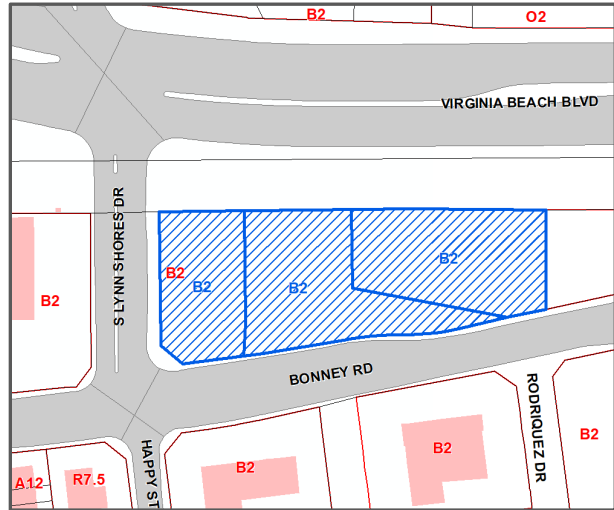 B2
O2
VIRGINIA BEACH BLVD
S LYNN SHORES DR
B2
B2
B2
B2
B2
BONNEY RD
HAPPY ST
RODRIQUEZ DR
A12
R7.5
B2
B2
B2